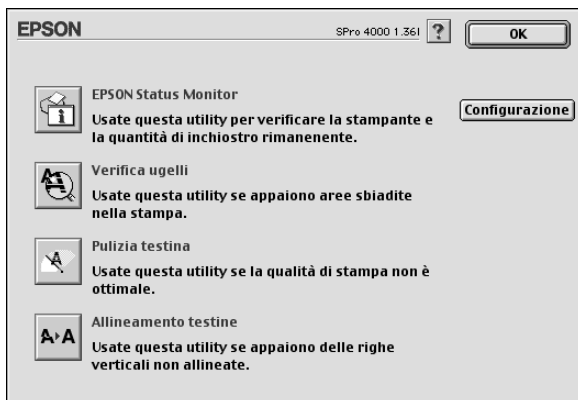 EPSON
SPro 4000 1.36I
?
OK
EPSON Status Monitor
Usate questa utility per verificare la stampante e
la quantità di inchiostro rimanenente.
Configurazione
Verifica ugelli
Usate questa utility se appaiono aree sbiadite
nella stampa.
Pulizia testina
Usate questa utility se la qualità di stampa non è
ottimale.
A›A
Allineamento testine
Usate questa utility se appaiono delle righe
verticali non allineate.